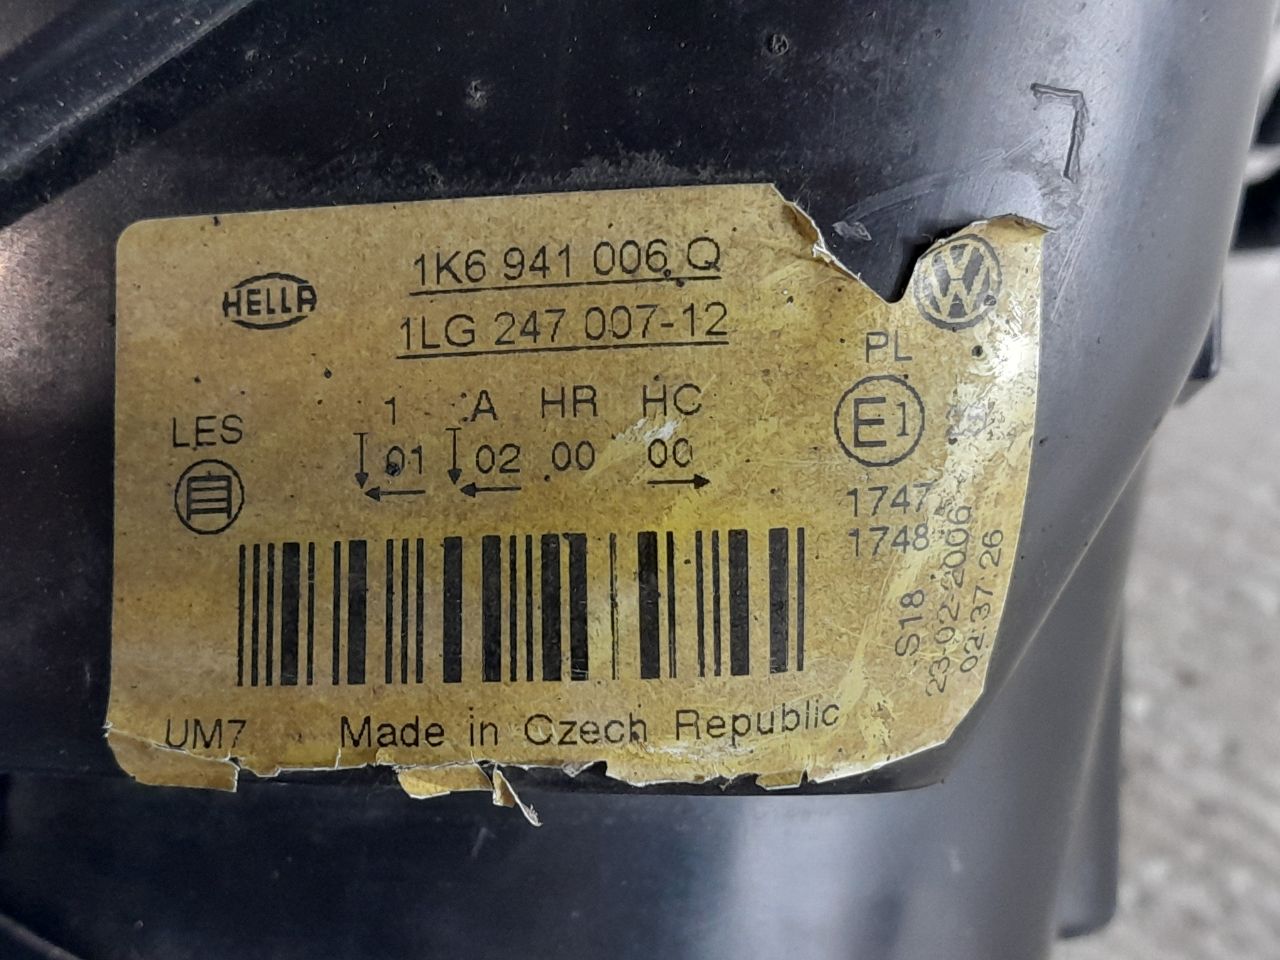 1K6 941 006 Q
HELLA
1LG 247 007-12
PL
1 A HR HC
LES
E1
01 02 00 00
1747
1748
S18
23-02-2006
02:37:26
UM7 Made in Czech Republic
VW